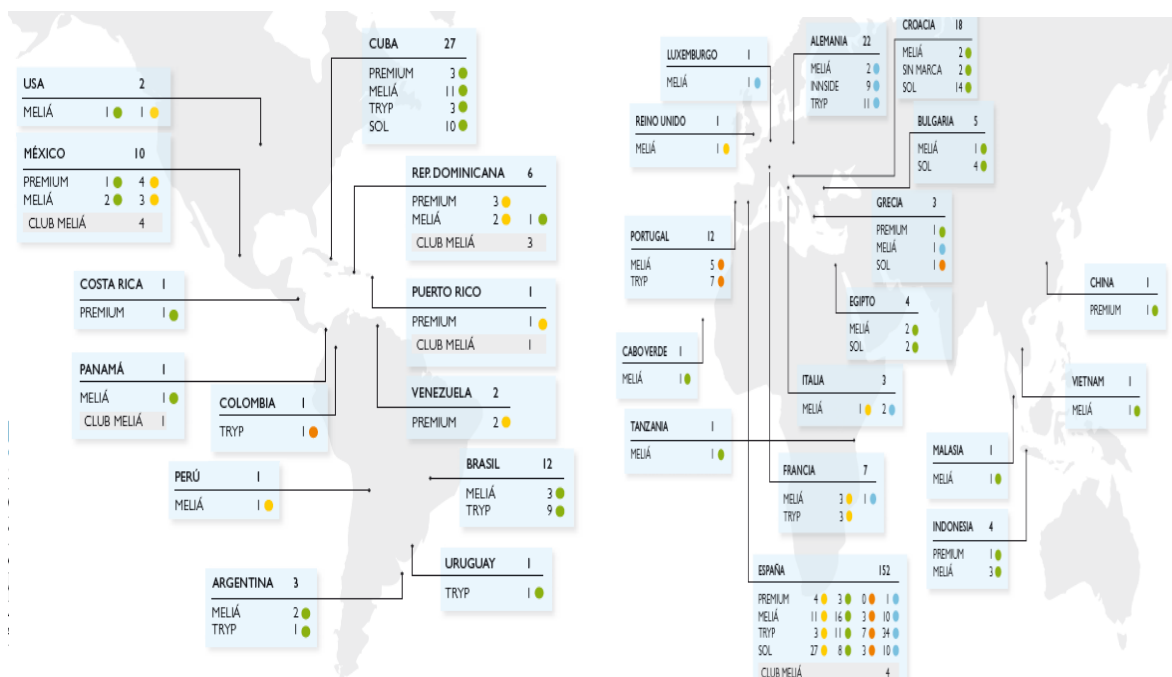 USA 2
MELIÁ 1 1
MÉXICO 10
PREMIUM 1 4
MELIÁ 2 3
CLUB MELIÁ 4
CUBA 27
PREMIUM 3
MELIÁ 11
TRYP 3
SOL 10
REP. DOMINICANA 6
PREMIUM 3
MELIÁ 2 1
CLUB MELIÁ 3
COSTA RICA 1
PREMIUM 1
PUERTO RICO 1
PREMIUM 1
CLUB MELIÁ 1
PANAMÁ 1
MELIÁ 1
CLUB MELIÁ 1
COLOMBIA 1
TRYP 1
VENEZUELA 2
PREMIUM 2
PERÚ 1
MELIÁ 1
BRASIL 12
MELIÁ 3
TRYP 9
ARGENTINA 3
MELIÁ 2
TRYP 1
URUGUAY 1
TRYP 1
LUXEMBURGO 1
MELIÁ 1
ALEMANIA 22
MELIÁ 2
INNSIDE 9
TRYP 11
CROACIA 18
MELIÁ 2
SIN MARCA 2
SOL 14
REINO UNIDO 1
MELIÁ 1
BULGARIA 5
MELIÁ 1
SOL 4
PORTUGAL 12
MELIÁ 5
TRYP 7
GRECIA 3
PREMIUM 1
MELIÁ 1
SOL 1
EGIPTO 4
MELIÁ 2
SOL 2
CHINA 1
PREMIUM 1
CABO VERDE 1
MELIÁ 1
ITALIA 3
MELIÁ 1 2
VIETNAM 1
MELIÁ 1
TANZANIA 1
MELIÁ 1
FRANCIA 7
MELIÁ 3 1
TRYP 3
MALASIA 1
MELIÁ 1
INDONESIA 4
PREMIUM 1
MELIÁ 3
ESPAÑA 152
PREMIUM 4 3 0 1
MELIÁ 11 16 3 10
TRYP 3 11 7 34
SOL 27 8 3 10
CLUB MELIÁ 4